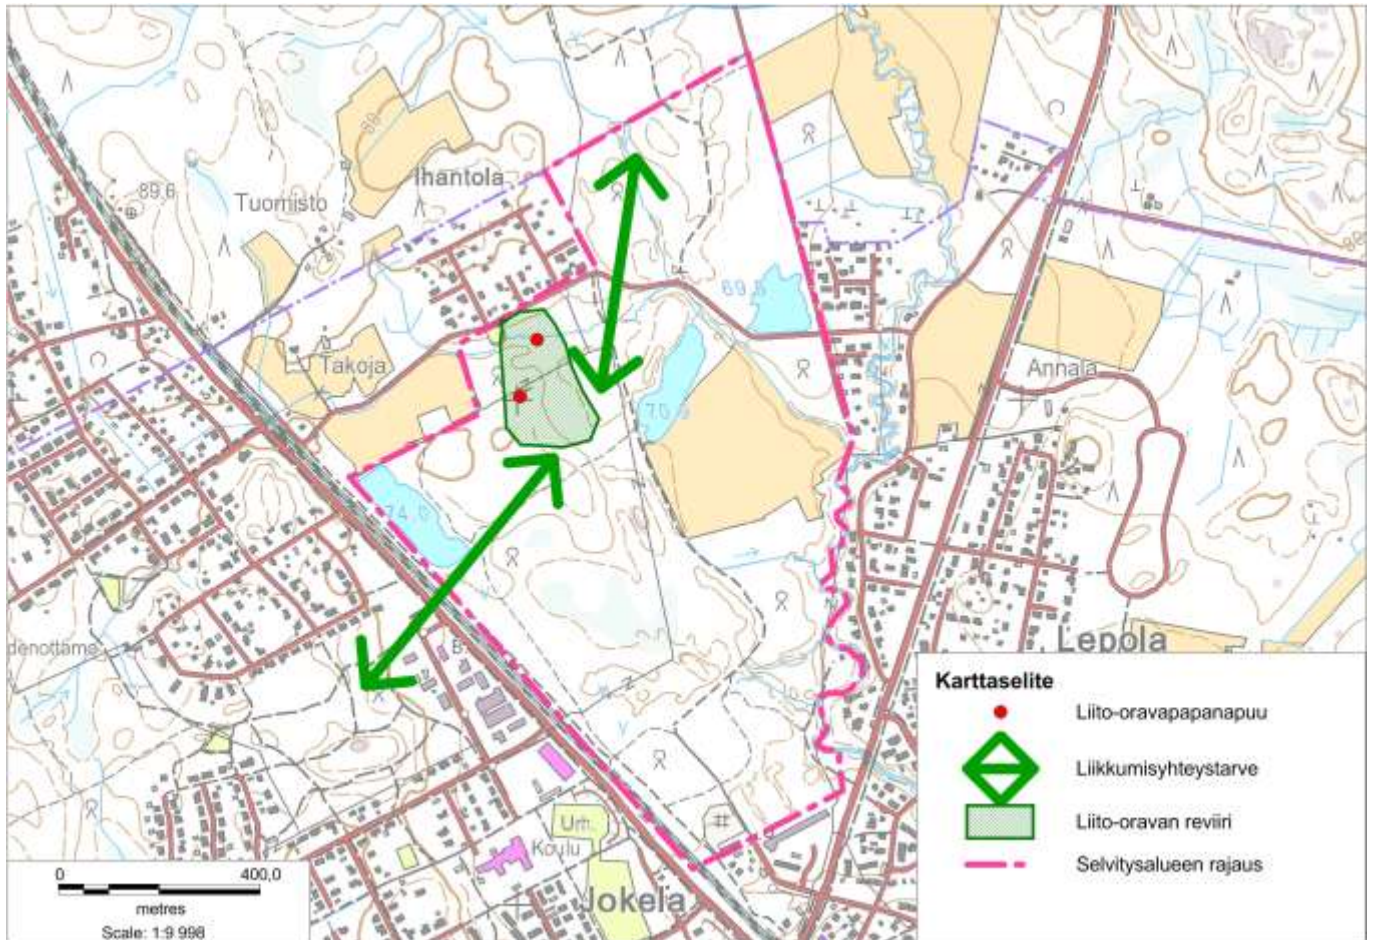 Ihantola
89,6
Tuomisto
69,5
Takoja
Annala
70,9
74,0
Lepola
Urh.
Koulu
Jokela
Karttaselite
Liito-oravapapanapuu
Liikkumisyhteystarve
Liito-oravan reviiri
Selvitysalueen rajaus
0 400,0
metres
Scale: 1:9 998